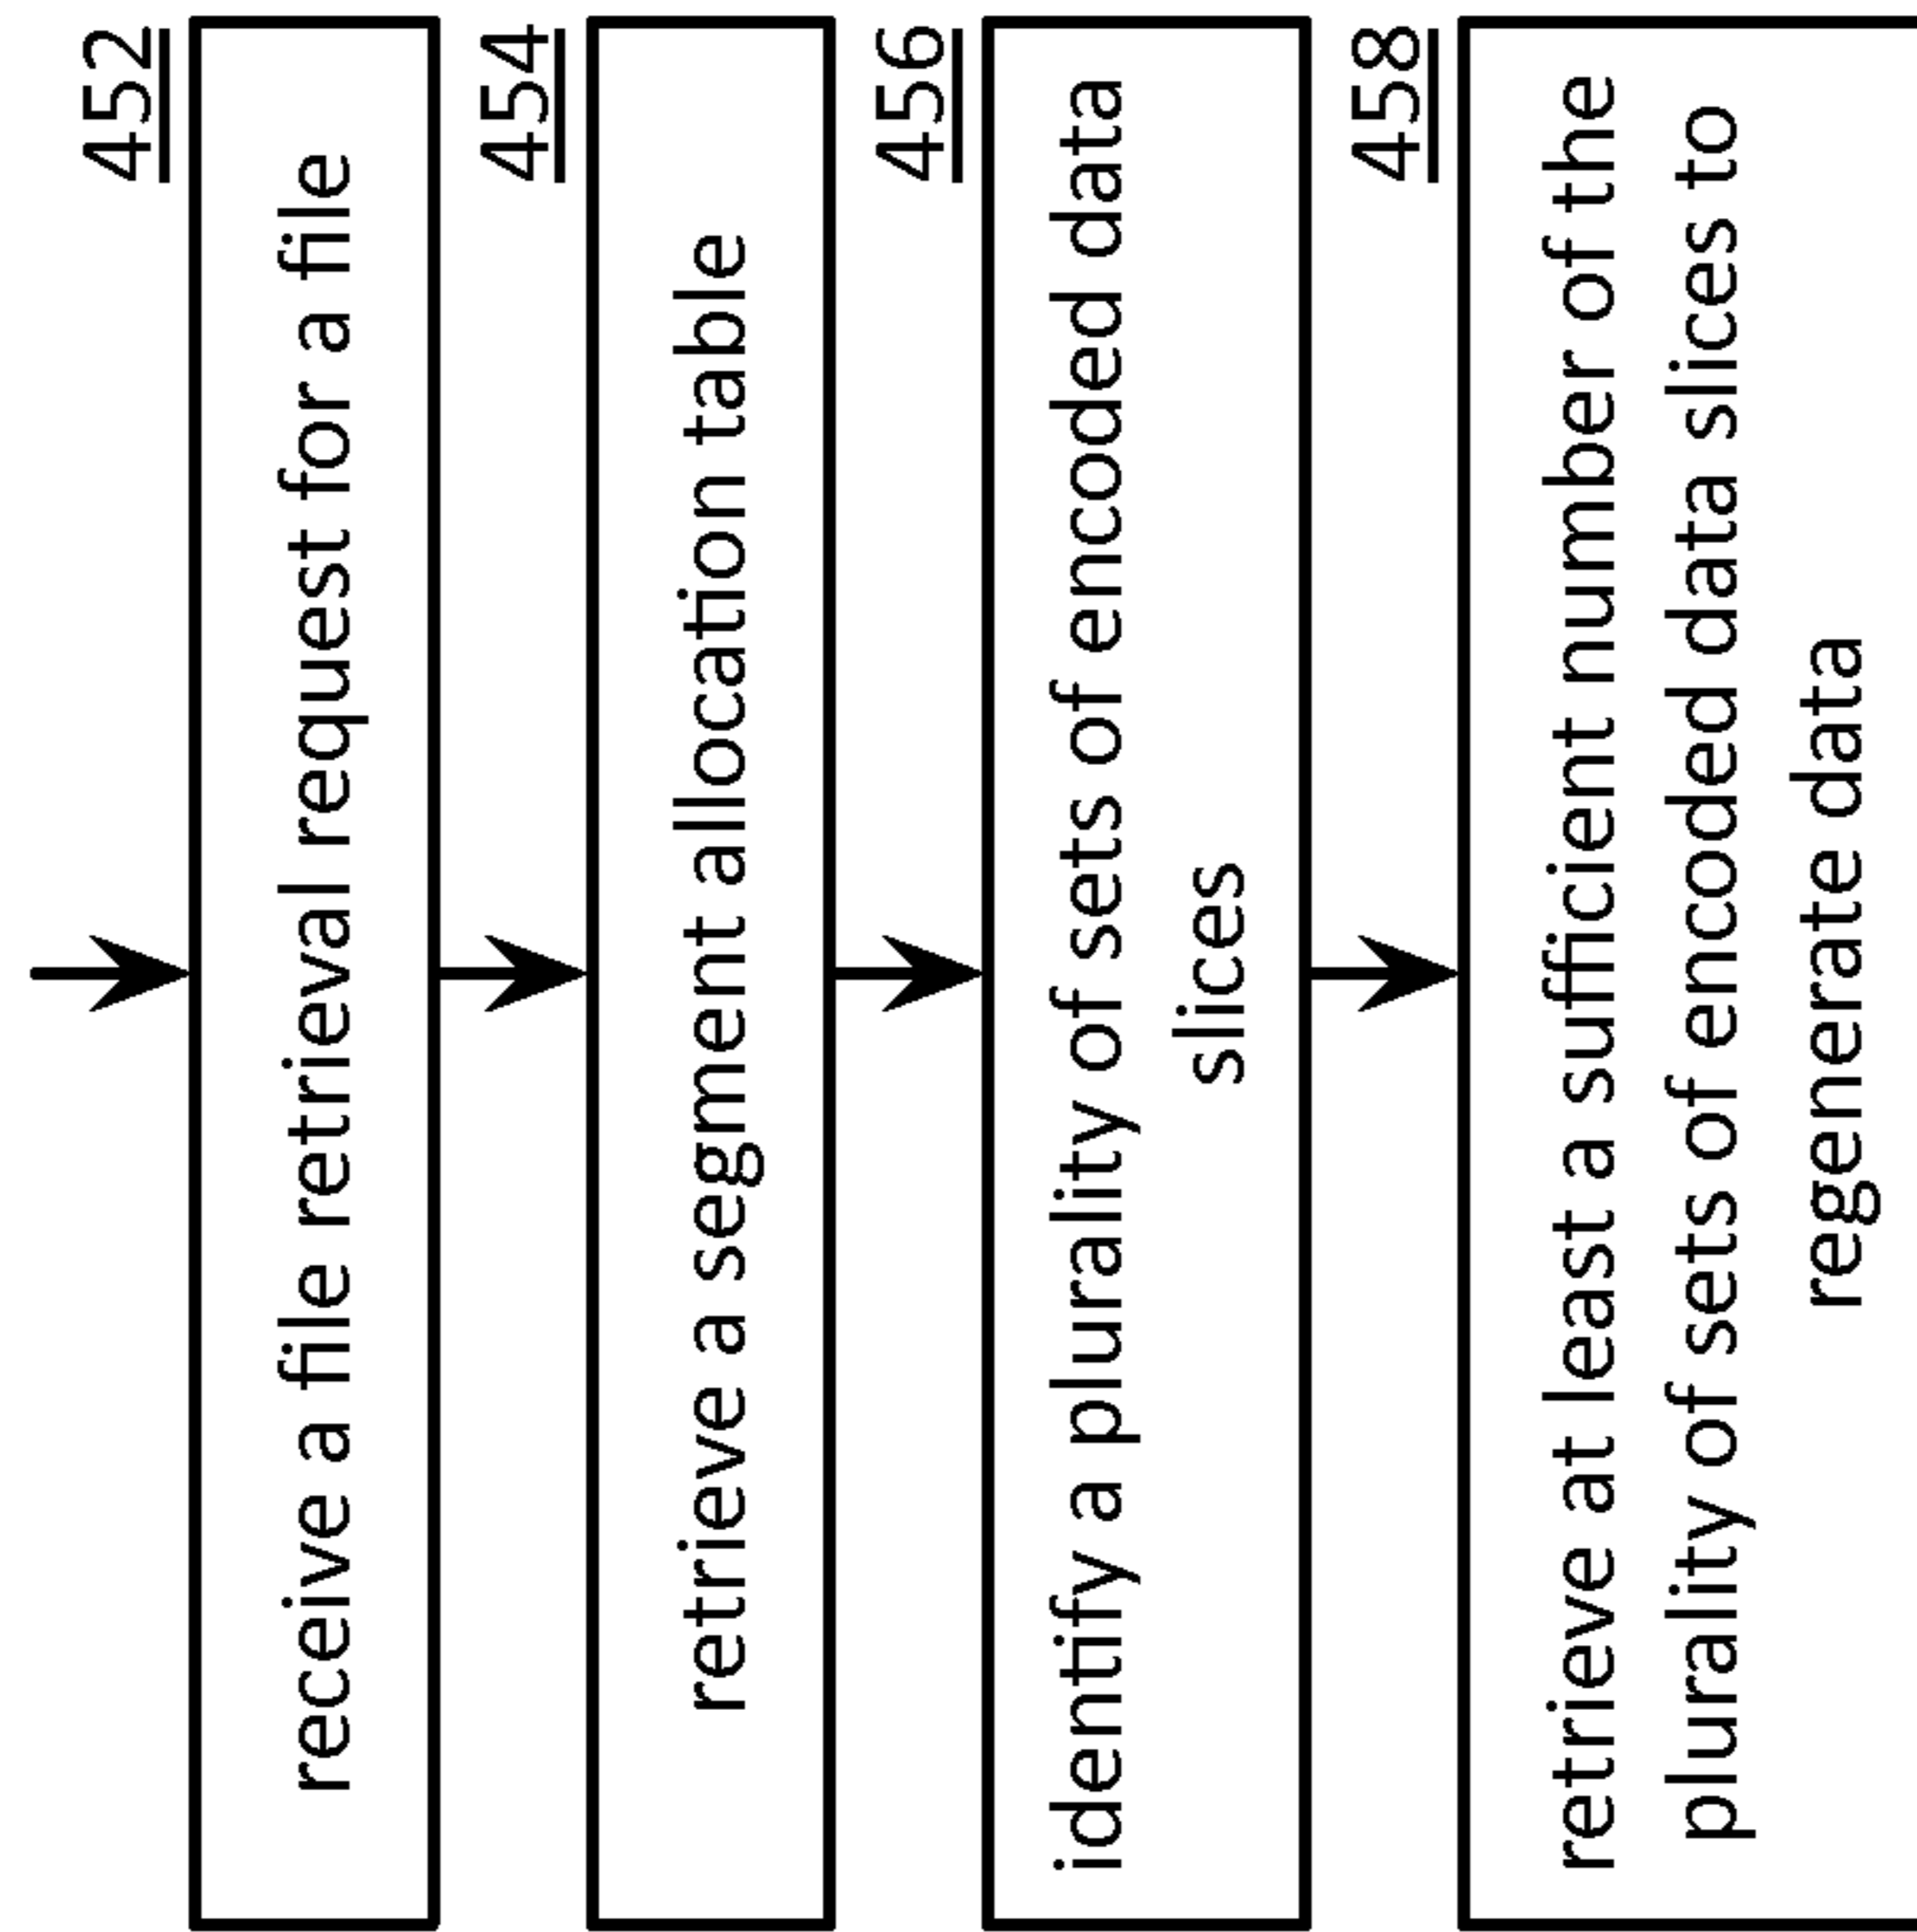 452
receive a file retrieval request for a file
454
retrieve a segment allocation table
456
identify a plurality of sets of encoded data
slices
458
retrieve at least a sufficient number of the
plurality of sets of encoded data slices to
regenerate data